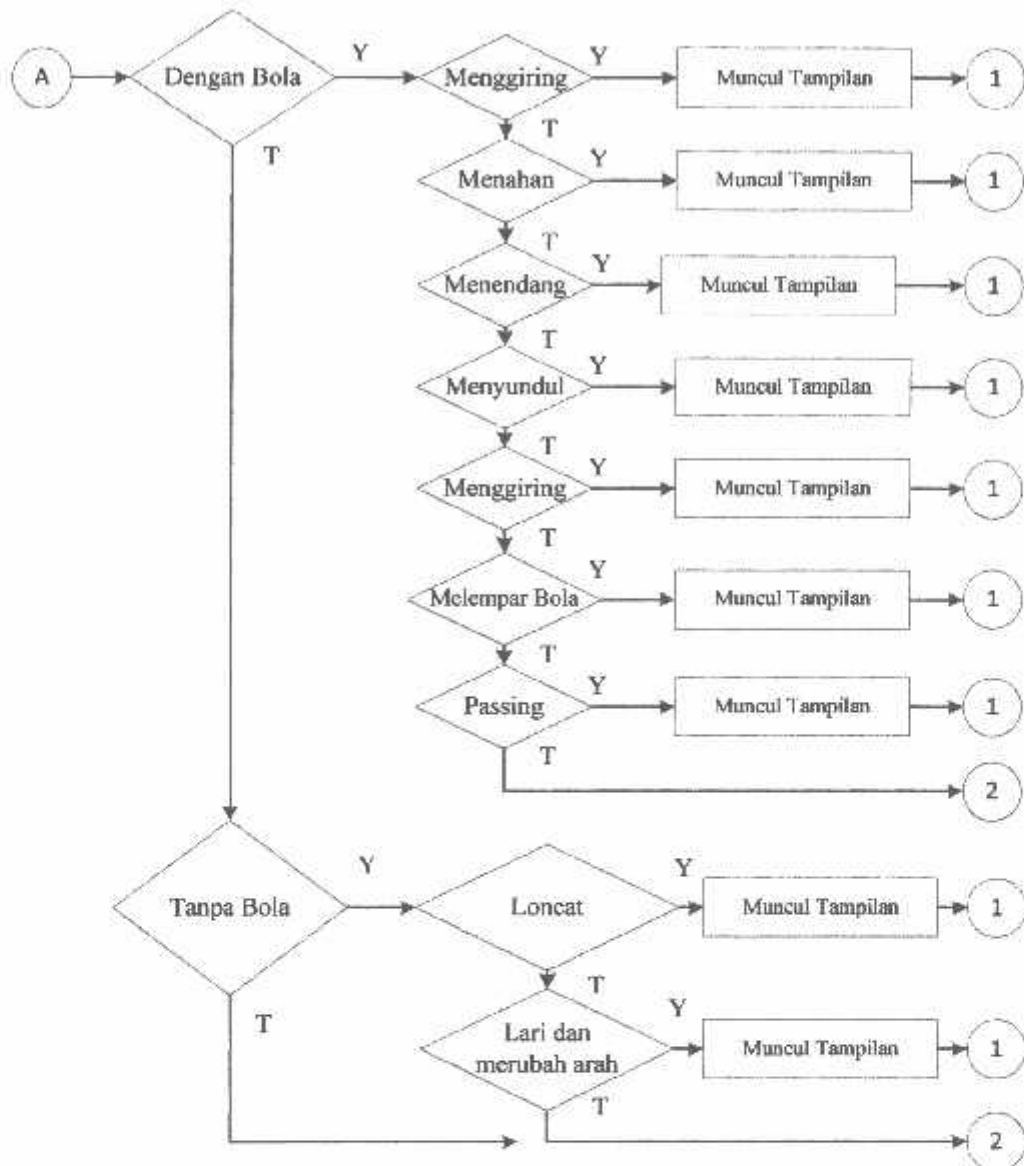 A
Dengan Bola
Y
Menggiring
Y
Muncul Tampilan
1
T
T
Menahan
Y
Muncul Tampilan
1
T
Menendang
Y
Muncul Tampilan
1
T
Menyundul
Y
Muncul Tampilan
1
T
Menggiring
Y
Muncul Tampilan
1
T
Melempar Bola
Y
Muncul Tampilan
1
T
Passing
Y
Muncul Tampilan
1
T
2
Tanpa Bola
Y
Loncat
Y
Muncul Tampilan
1
T
T
Lari dan
merubah arah
Y
Muncul Tampilan
1
T
2